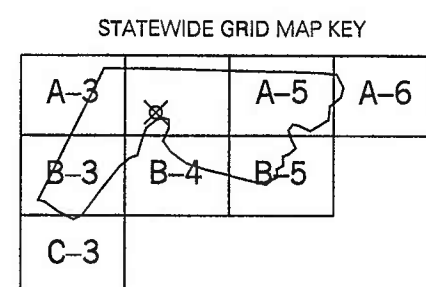 STATEWIDE GRID MAP KEY
A-3 A-5 A-6
B-3 B-4 B-5
C-3